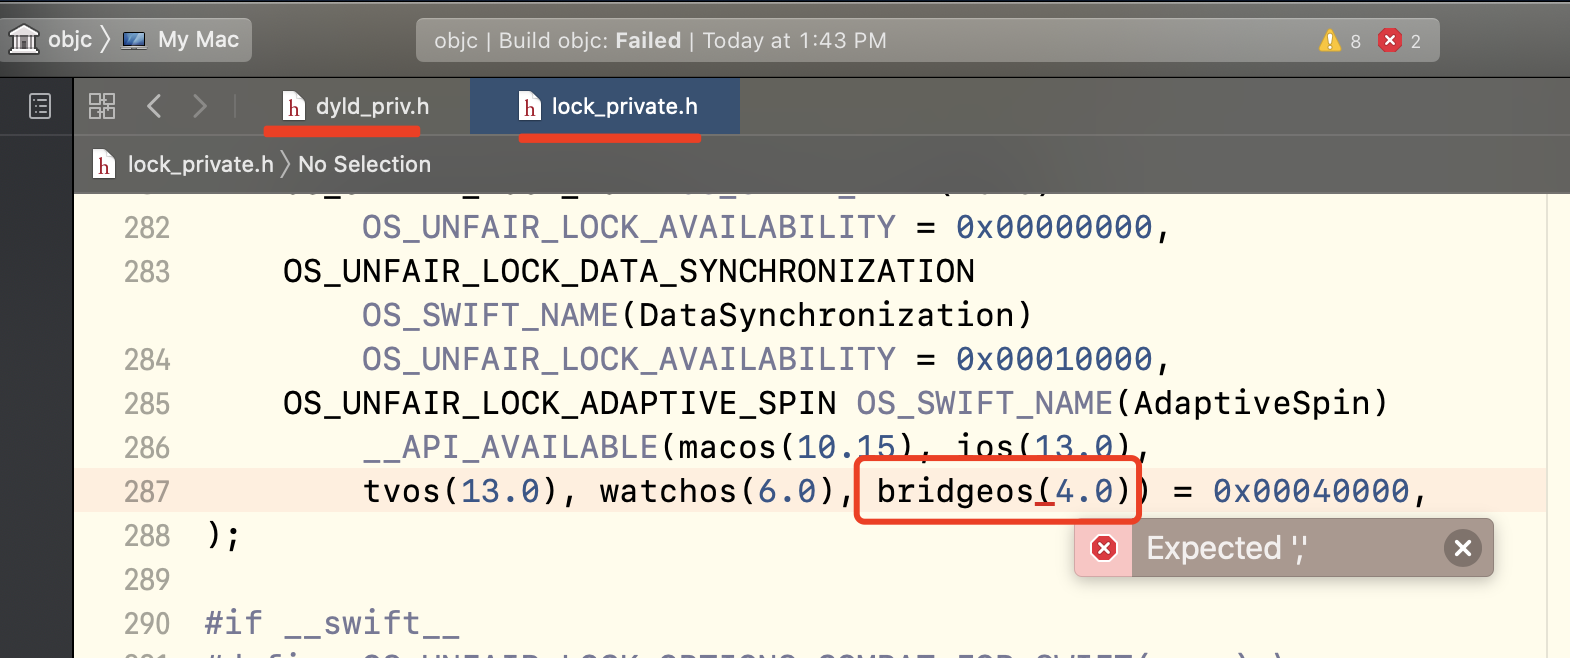 objc 〉 My Mac
objc | Build objc: Failed | Today at 1:43 PM 8 2
dyld_priv.h lock_private.h
lock_private.h 〉 No Selection
282 OS_UNFAIR_LOCK_AVAILABILITY = 0x00000000,
283 OS_UNFAIR_LOCK_DATA_SYNCHRONIZATION
OS_SWIFT_NAME(DataSynchronization)
284 OS_UNFAIR_LOCK_AVAILABILITY = 0x00010000,
285 OS_UNFAIR_LOCK_ADAPTIVE_SPIN OS_SWIFT_NAME(AdaptiveSpin)
286 __API_AVAILABLE(macos(10.15), ios(13.0),
287 tvos(13.0), watchos(6.0), bridgeos(4.0)) = 0x00040000,
288 );
Expected ','
289
290 #if __swift__